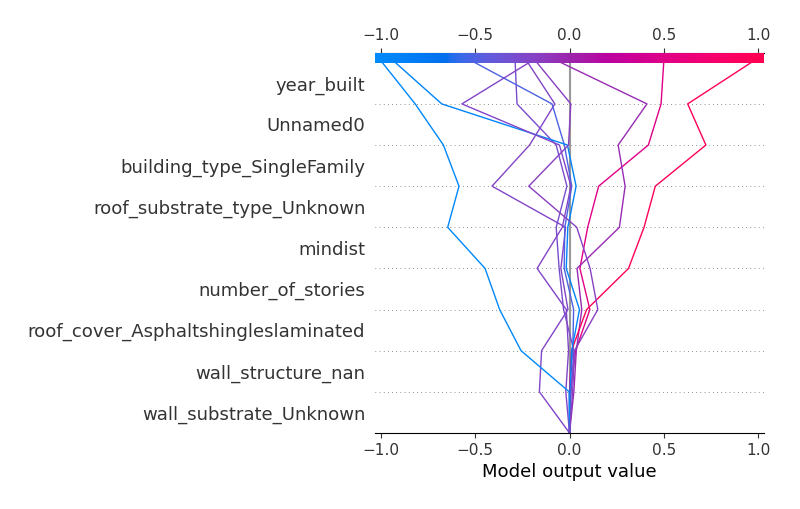 −1.0 −0.5 0.0 0.5 1.0
year_built
Unnamed0
building_type_SingleFamily
roof_substrate_type_Unknown
mindist
number_of_stories
roof_cover_Asphaltshingleslaminated
wall_structure_nan
wall_substrate_Unknown
−1.0 −0.5 0.0 0.5 1.0
Model output value